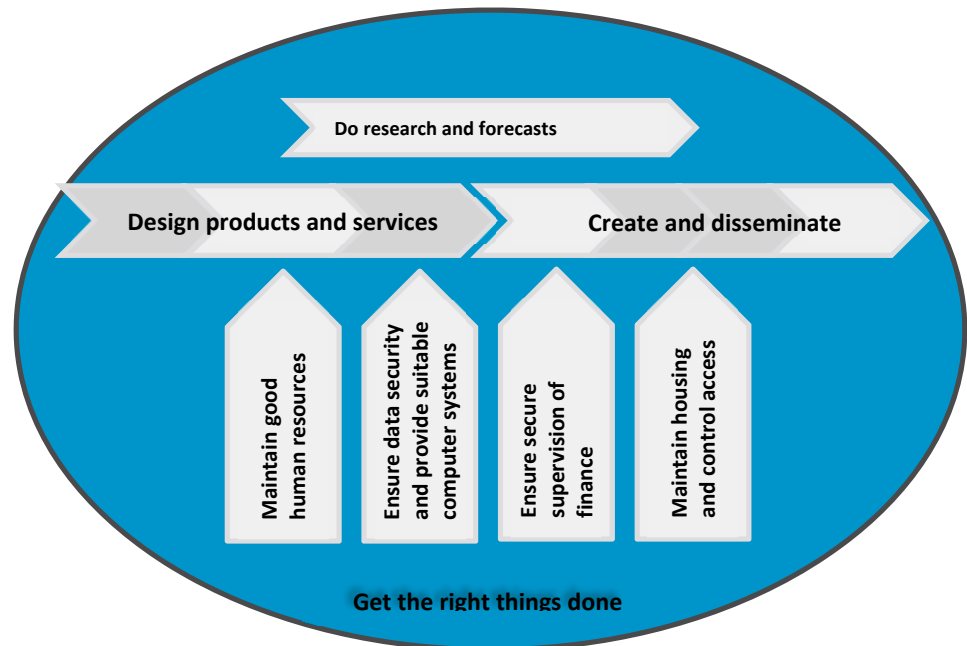 Do research and forecasts
Design products and services
Create and disseminate
Maintain good
human resources
Ensure data security
and provide suitable
computer systems
Ensure secure
supervision of
finance
Maintain housing
and control access
Get the right things done